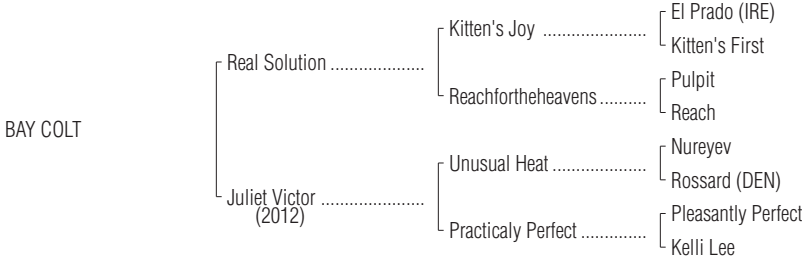 El Prado (IRE)
Kitten's Joy ......................
Kitten's First
Real Solution ....................
Pulpit
Reachfortheheavens..........
Reach
BAY COLT
Nureyev
Unusual Heat ....................
Rossard (DEN)
Juliet Victor ......................
(2012)
Pleasantly Perfect
Practicaly Perfect ..............
Kelli Lee